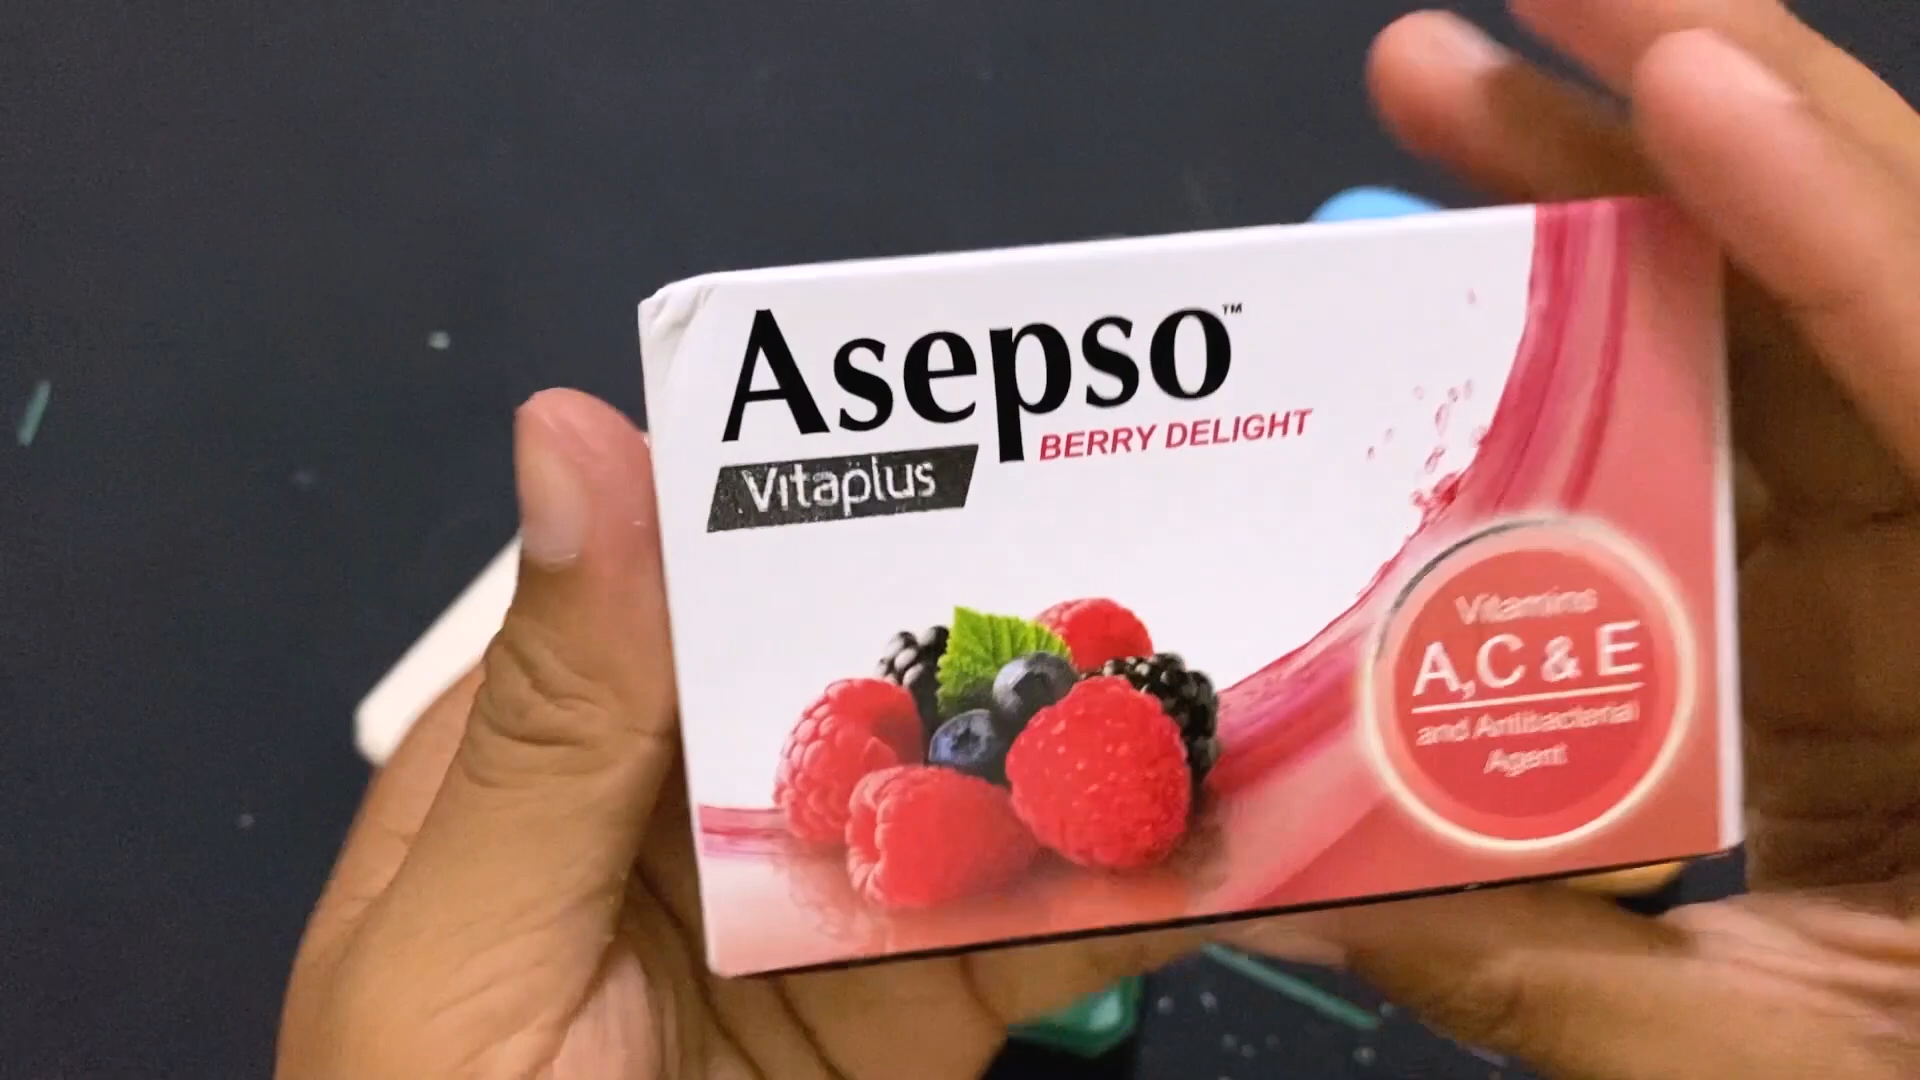 Asepso™
BERRY DELIGHT
Vitaplus
Vitamins
A,C & E
and Antibacterial
Agent